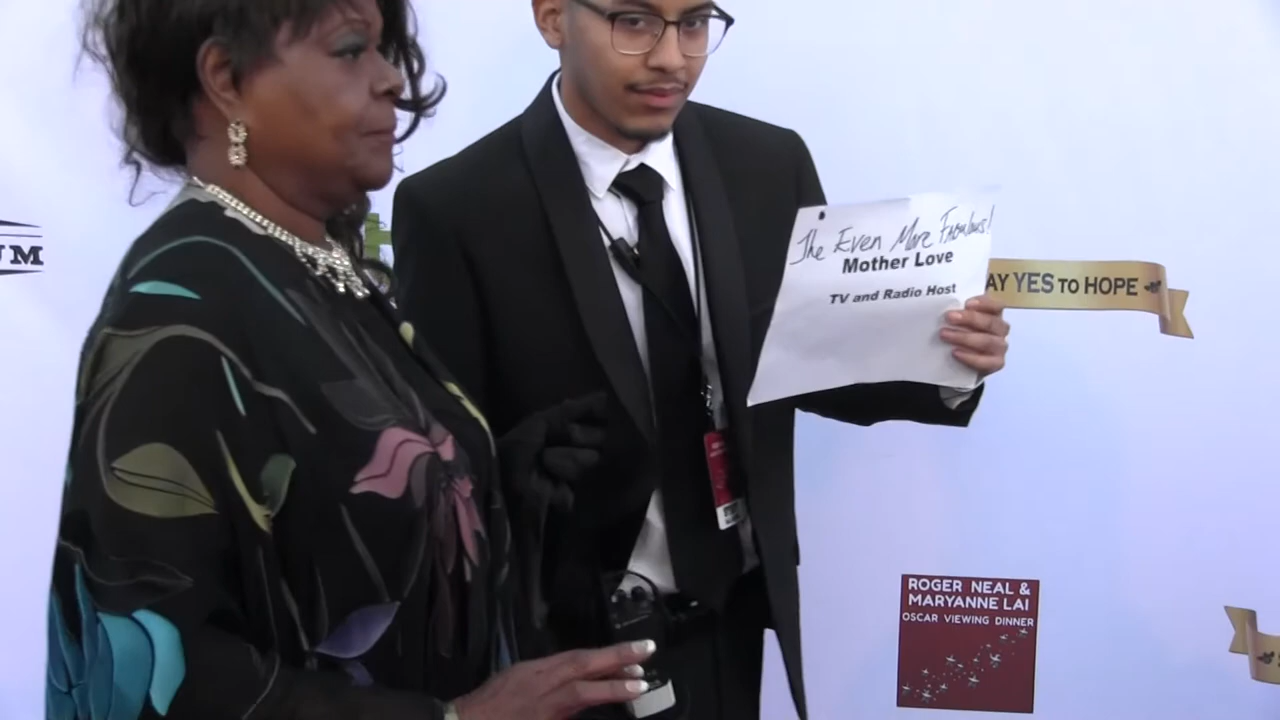 The Even More Fabulous!
Mother Love
TV and Radio Host
AY YES TO HOPE
UM
ROGER NEAL &
MARYANNE LAI
OSCAR VIEWING DINNER